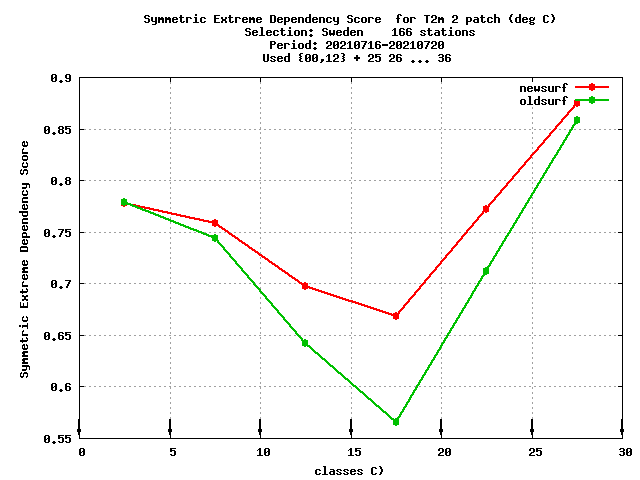 Symmetric Extreme Dependency Score  for T2m 2 patch (deg C)
Selection: Sweden    166 stations
Period: 20210716-20210720
Used {00,12} + 25 26 ... 36
newsurf
oldsurf
Symmetric Extreme Dependency Score
0.9
0.85
0.8
0.75
0.7
0.65
0.6
0.55
0 5 10 15 20 25 30
classes C)